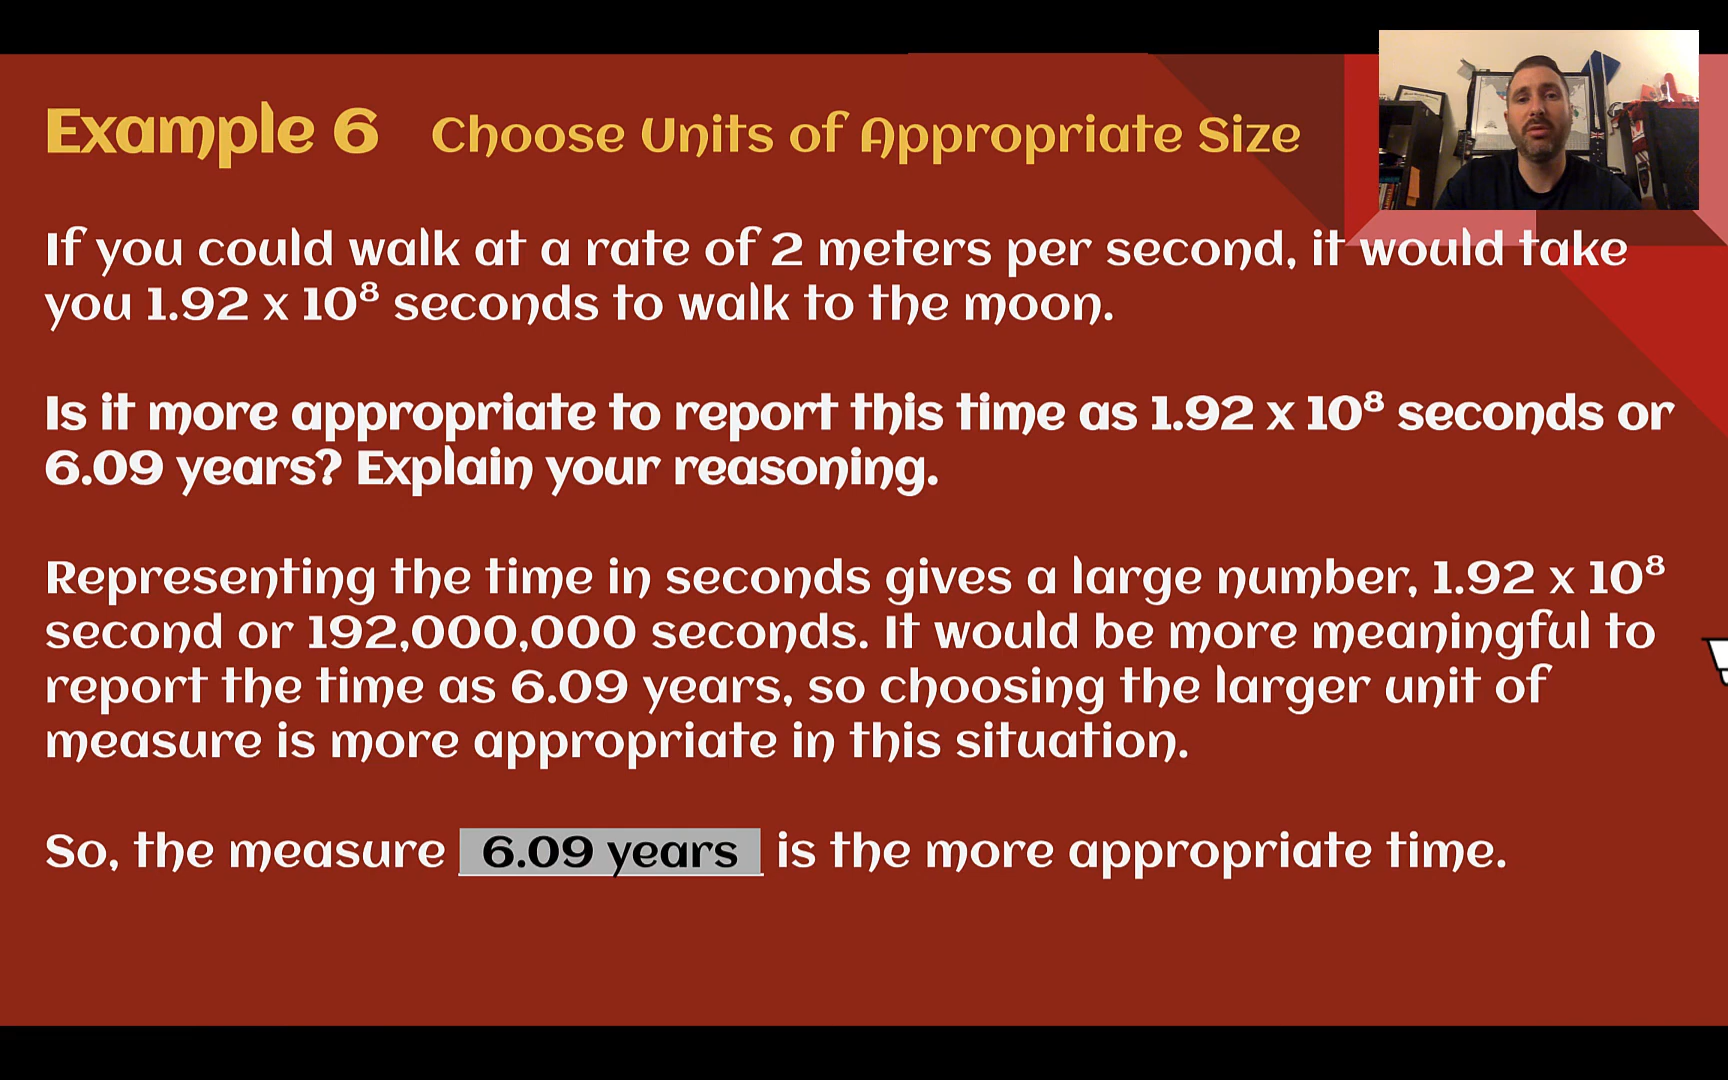 Example 6 Choose Units of Appropriate Size
If you could walk at a rate of 2 meters per second, it would take
you 1.92 x 10⁸ seconds to walk to the moon.
Is it more appropriate to report this time as 1.92 x 10⁸ seconds or
6.09 years? Explain your reasoning.
Representing the time in seconds gives a large number, 1.92 x 10⁸
second or 192,000,000 seconds. It would be more meaningful to
report the time as 6.09 years, so choosing the larger unit of
measure is more appropriate in this situation.
So, the measure 6.09 years is the more appropriate time.